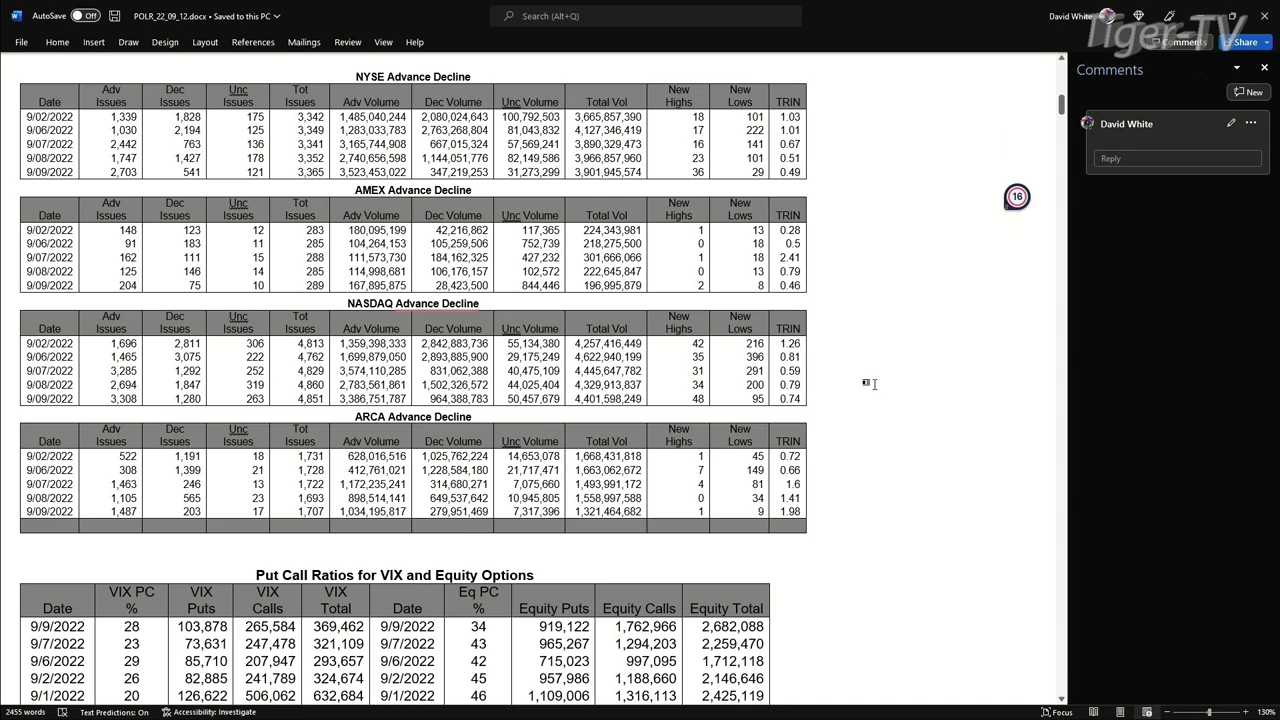 AutoSave Off POLR_22_09_12.docx • Saved to this PC Search (Alt+Q) David White
Tiger-TV
File Home Insert Draw Design Layout References Mailings Review View Help Comments Share
Comments
New
David White
Reply
16
NYSE Advance Decline
Date Adv Issues Dec Issues Unc Issues Tot Issues Adv Volume Dec Volume Unc Volume Total Vol New Highs New Lows TRIN
9/02/2022 1,339 1,828 175 3,342 1,485,040,244 2,080,024,643 100,792,503 3,665,857,390 18 101 1.03
9/06/2022 1,030 2,194 125 3,349 1,283,035,783 2,763,268,804 81,043,832 4,127,346,419 17 222 1.01
9/07/2022 2,442 763 136 3,341 3,165,744,908 667,015,324 57,569,241 3,890,329,473 16 141 0.67
9/08/2022 1,747 1,427 178 3,352 2,740,656,598 1,144,051,776 82,149,586 3,966,857,960 23 101 0.51
9/09/2022 2,703 541 121 3,365 3,523,453,022 347,219,253 31,273,299 3,901,945,574 36 29 0.49
AMEX Advance Decline
Date Adv Issues Dec Issues Unc Issues Tot Issues Adv Volume Dec Volume Unc Volume Total Vol New Highs New Lows TRIN
9/02/2022 148 123 12 283 180,095,199 42,216,862 117,365 224,343,981 1 13 0.28
9/06/2022 91 183 11 285 104,264,153 105,259,506 752,739 218,275,500 0 18 0.5
9/07/2022 162 111 15 288 111,573,730 184,162,325 427,232 301,666,066 1 18 2.41
9/08/2022 125 146 14 285 114,998,681 106,176,157 102,572 222,645,847 0 13 0.79
9/09/2022 204 75 10 289 167,895,875 28,423,500 844,446 196,995,879 2 8 0.46
NASDAQ Advance Decline
Date Adv Issues Dec Issues Unc Issues Tot Issues Adv Volume Dec Volume Unc Volume Total Vol New Highs New Lows TRIN
9/02/2022 1,696 2,811 306 4,813 1,359,398,333 2,842,883,736 55,134,380 4,257,416,449 42 216 1.26
9/06/2022 1,465 3,075 222 4,762 1,699,879,050 2,893,885,900 29,175,249 4,622,940,199 35 396 0.81
9/07/2022 3,285 1,292 252 4,829 3,574,110,285 831,062,388 40,475,109 4,445,647,782 31 291 0.59
9/08/2022 2,694 1,847 319 4,860 2,783,561,861 1,502,326,572 44,025,404 4,329,913,837 34 200 0.79
9/09/2022 3,308 1,280 263 4,851 3,386,751,787 964,388,783 50,457,679 4,401,598,249 48 95 0.74
ARCA Advance Decline
Date Adv Issues Dec Issues Unc Issues Tot Issues Adv Volume Dec Volume Unc Volume Total Vol New Highs New Lows TRIN
9/02/2022 522 1,191 18 1,731 628,016,516 1,025,762,224 14,653,078 1,668,431,818 1 45 0.72
9/06/2022 308 1,399 21 1,728 412,761,021 1,228,584,180 21,717,471 1,663,062,672 7 149 0.66
9/07/2022 1,463 246 13 1,722 1,172,235,241 314,680,271 7,075,660 1,493,991,172 4 81 1.6
9/08/2022 1,105 565 23 1,693 898,514,141 649,537,642 10,945,805 1,558,997,588 0 34 1.41
9/09/2022 1,487 203 17 1,707 1,034,195,817 279,951,469 7,317,396 1,321,464,682 1 9 1.98
Put Call Ratios for VIX and Equity Options
Date VIX PC % VIX Puts VIX Calls VIX Total Date Eq PC % Equity Puts Equity Calls Equity Total
9/9/2022 28 103,878 265,584 369,462 9/9/2022 34 919,122 1,762,966 2,682,088
9/7/2022 23 73,631 247,478 321,109 9/7/2022 43 965,267 1,294,203 2,259,470
9/6/2022 29 85,710 207,947 293,657 9/6/2022 42 715,023 997,095 1,712,118
9/2/2022 26 82,885 241,789 324,674 9/2/2022 45 957,986 1,188,660 2,146,646
9/1/2022 20 126,622 506,062 632,684 9/1/2022 46 1,109,006 1,316,113 2,425,119
2455 words Text Predictions: On Accessibility: Investigate Focus 130%